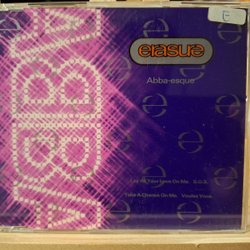 ABBA
erasure
Abba-esque
Lay All Your Love On Me S.O.S.
Take A Chance On Me Voulez Vous
E